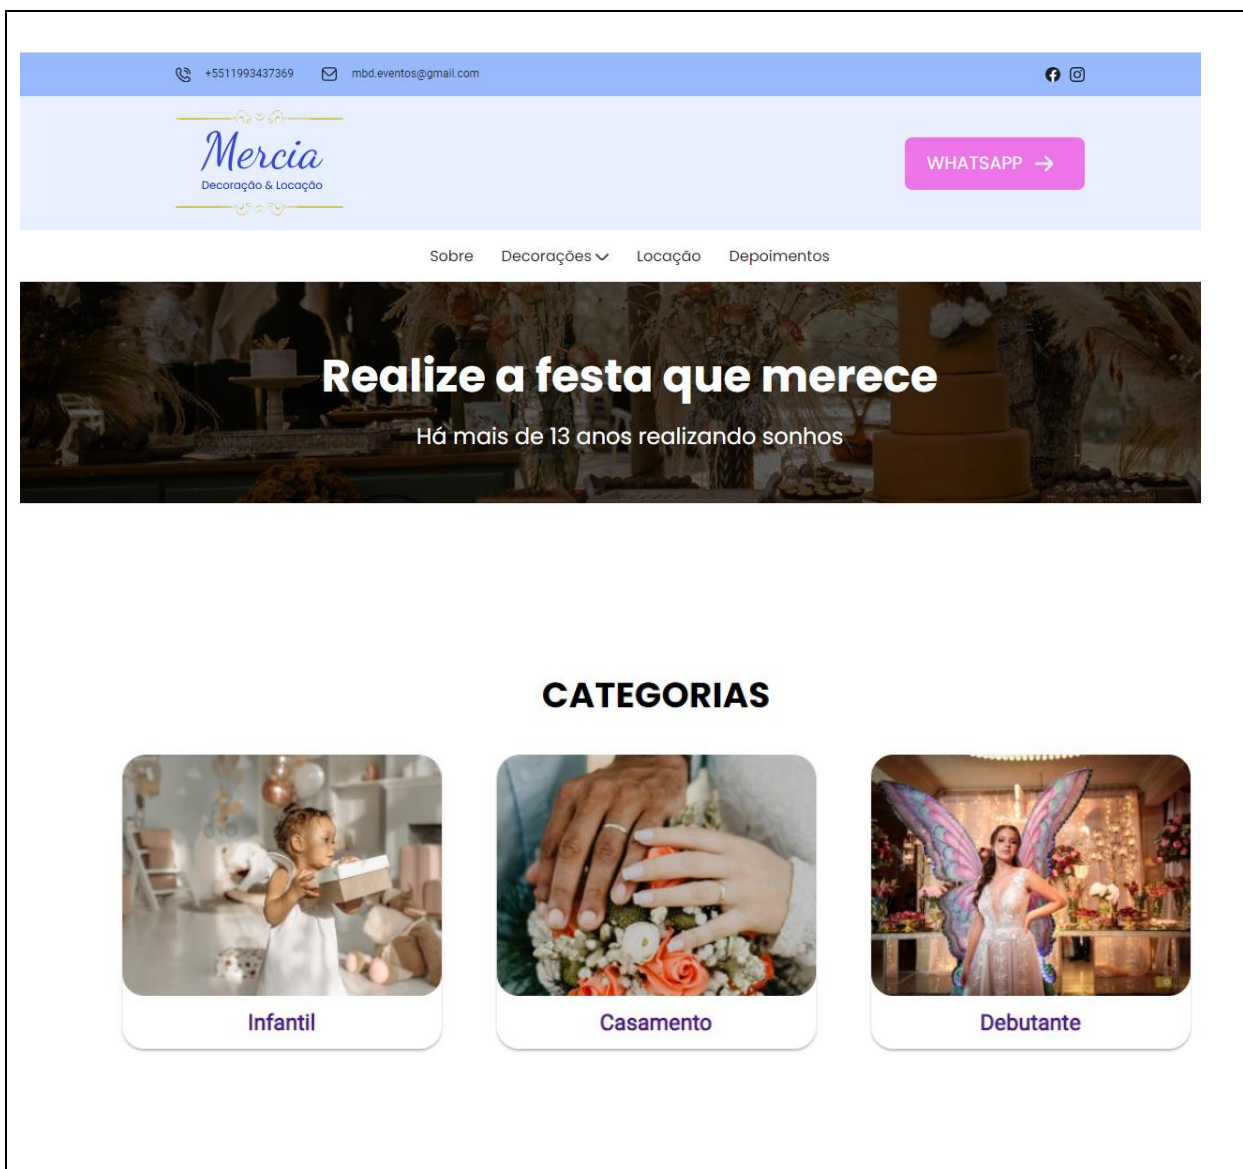 +5511993437369 mbd.eventos@gmail.com
Mercia
Decoração & Locação
WHATSAPP
Sobre Decorações Locação Depoimentos
Realize a festa que merece
Há mais de 13 anos realizando sonhos
CATEGORIAS
Infantil Casamento Debutante